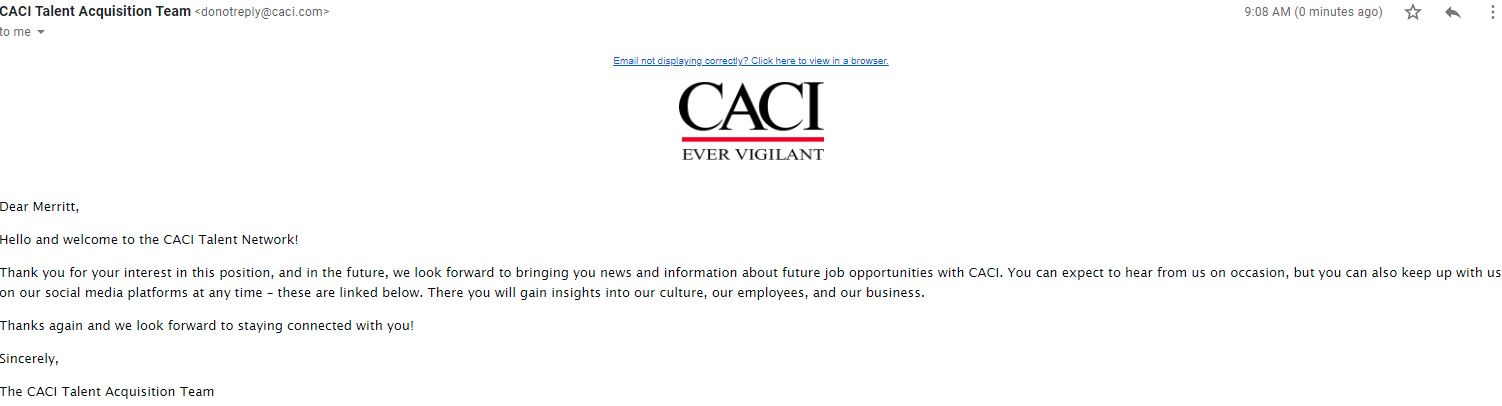 CACI Talent Acquisition Team <donotreply@caci.com> 9:08 AM (0 minutes ago)
to me
Email not displaying correctly? Click here to view in a browser.
CACI
EVER VIGILANT
Dear Merritt,
Hello and welcome to the CACI Talent Network!
Thank you for your interest in this position, and in the future, we look forward to bringing you news and information about future job opportunities with CACI. You can expect to hear from us on occasion, but you can also keep up with us
on our social media platforms at any time – these are linked below. There you will gain insights into our culture, our employees, and our business.
Thanks again and we look forward to staying connected with you!
Sincerely,
The CACI Talent Acquisition Team